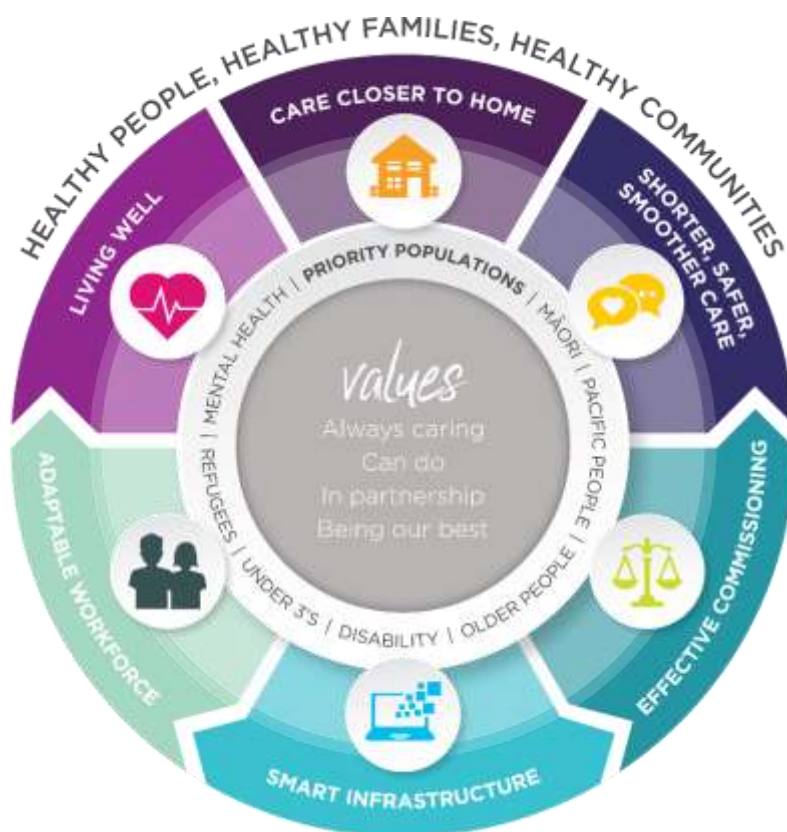 HEALTHY PEOPLE, HEALTHY FAMILIES, HEALTHY COMMUNITIES
CARE CLOSER TO HOME
SHORTER, SAFER,
SMOOTHER CARE
EFFECTIVE COMMISSIONING
SMART INFRASTRUCTURE
ADAPTABLE WORKFORCE
LIVING WELL
PRIORITY POPULATIONS | MĀORI | PACIFIC PEOPLE | OLDER PEOPLE | DISABILITY | UNDER 3'S | REFUGEES | MENTAL HEALTH |
values
Always caring
Can do
In partnership
Being our best